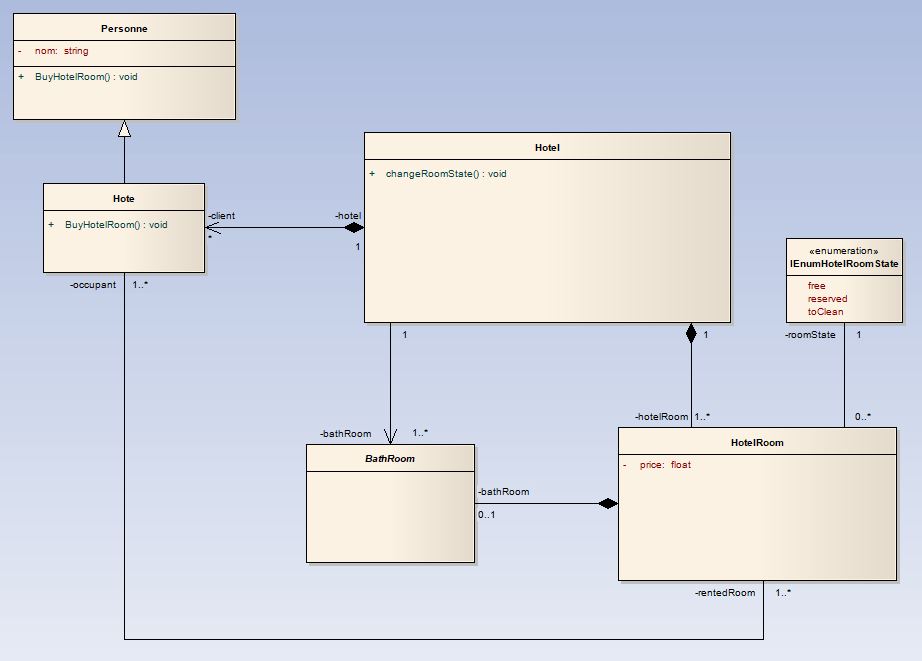 Personne
- nom: string
+ BuyHotelRoom() : void
Hotel
+ changeRoomState() : void
Hote
+ BuyHotelRoom() : void
-client
*
-hotel
1
«enumeration»
IEnumHotelRoomState
free
reserved
toClean
-occupant 1..*
1
1
-roomState 1
-bathRoom 1..*
-hotelRoom 1..*
0..*
BathRoom
HotelRoom
- price: float
-bathRoom
0..1
-rentedRoom 1..*